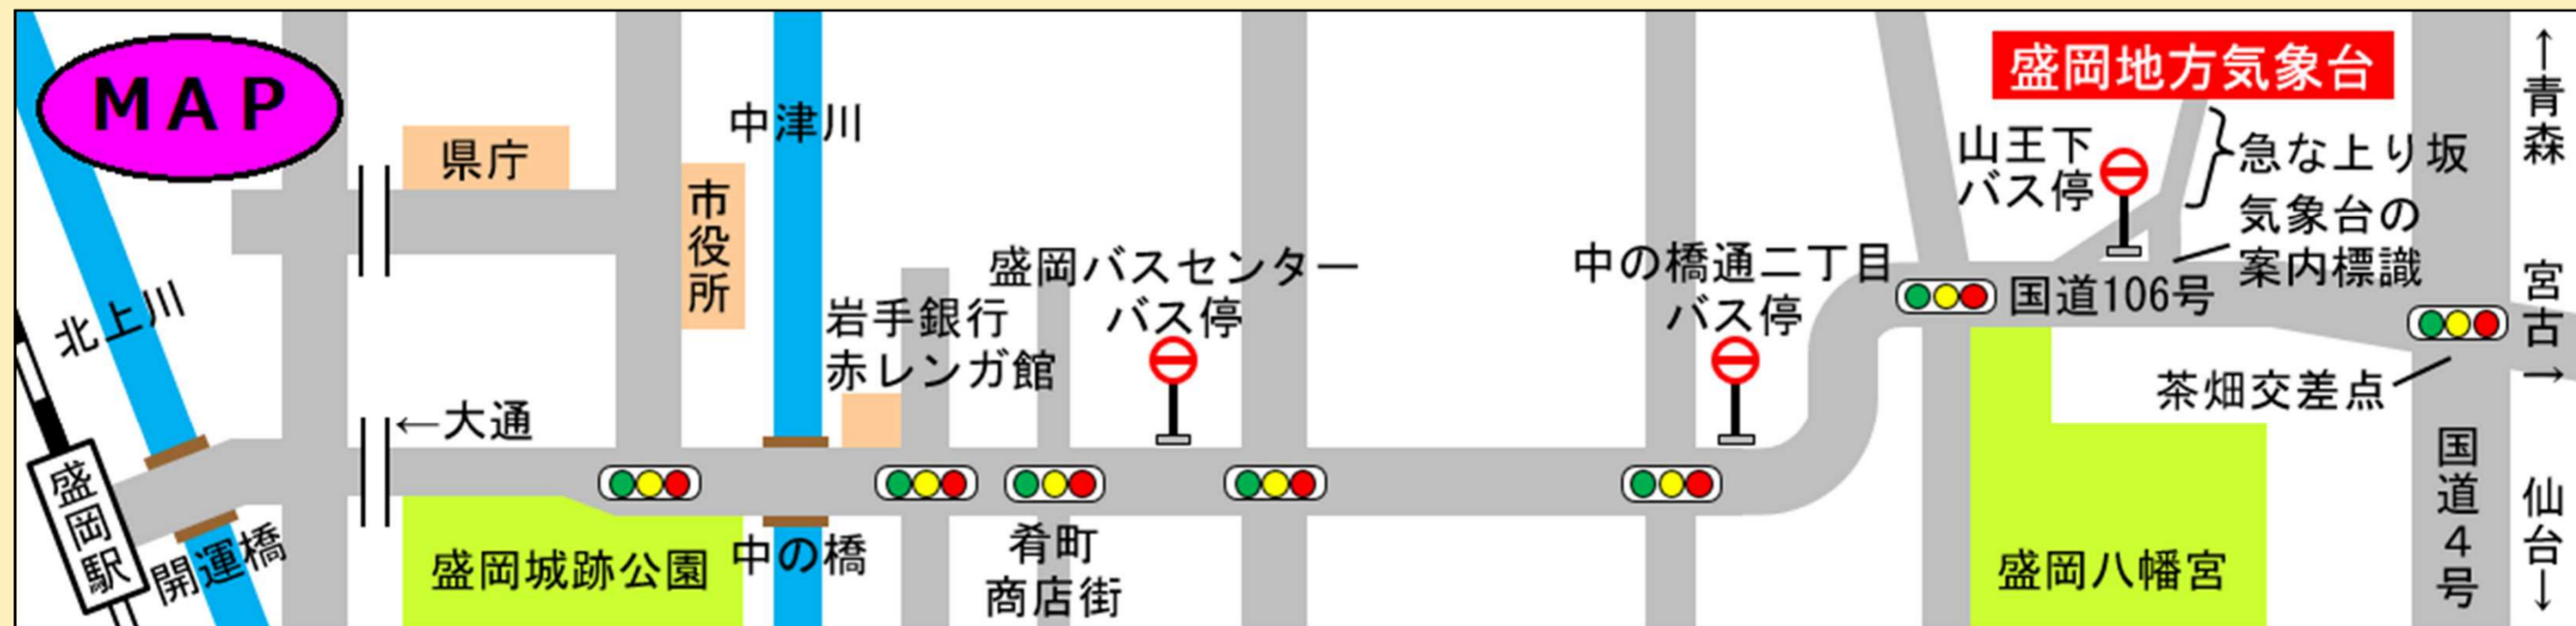 MAP
県庁
中津川
市役所
北上川
←大通
盛岡駅
開運橋
盛岡城跡公園
中の橋
岩手銀行
赤レンガ館
盛岡バスセンター
バス停
肴町
商店街
中の橋通二丁目
バス停
盛岡地方気象台
山王下
バス停
急な上り坂
気象台の
案内標識
国道106号
茶畑交差点
盛岡八幡宮
国道4号
↑青森
宮古→
仙台↓